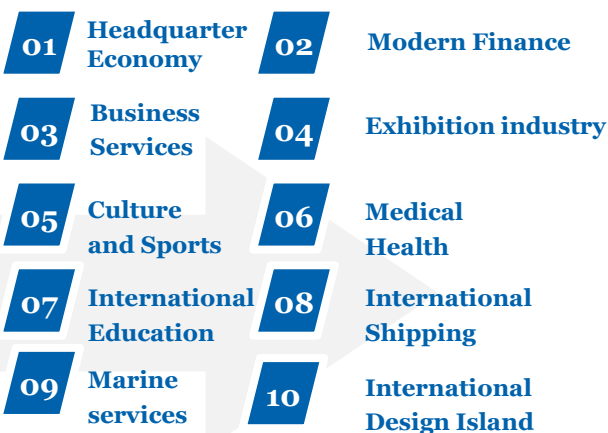 01
Headquarter
Economy
02
Modern Finance
03
Business
Services
04
Exhibition industry
05
Culture
and Sports
06
Medical
Health
07
International
Education
08
International
Shipping
09
Marine
services
10
International
Design Island